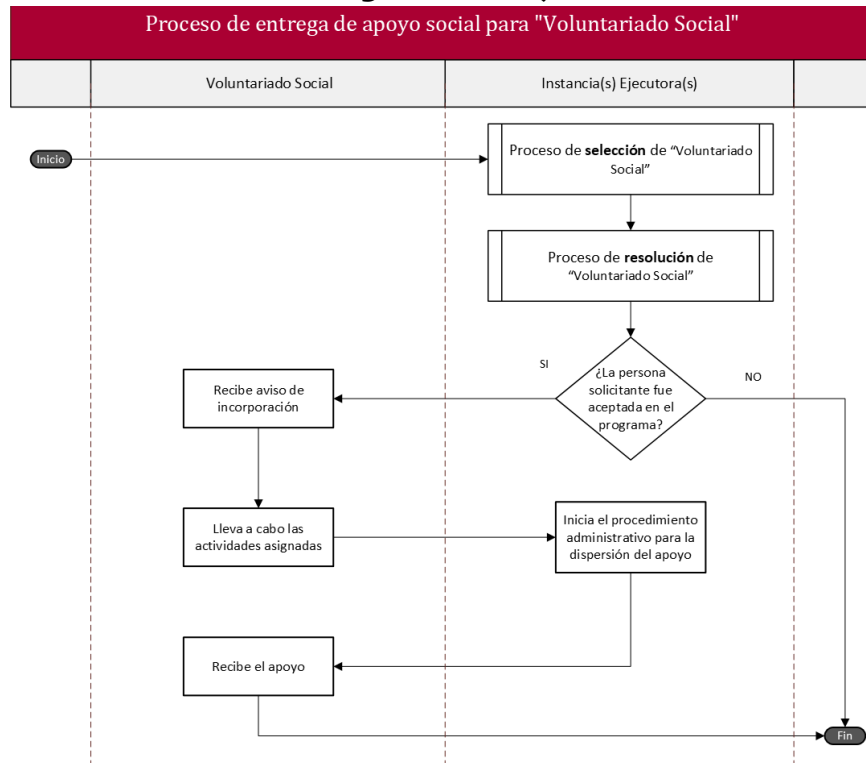 Proceso de entrega de apoyo social para "Voluntariado Social"
Voluntariado Social
Instancia(s) Ejecutora(s)
Inicio
Proceso de selección de “Voluntariado
Social”
Proceso de resolución de
“Voluntariado Social”
SI
¿La persona
solicitante fue
aceptada en el
programa?
NO
Recibe aviso de
incorporación
Lleva a cabo las
actividades asignadas
Inicia el procedimiento
administrativo para la
dispersión del apoyo
Recibe el apoyo
Fin